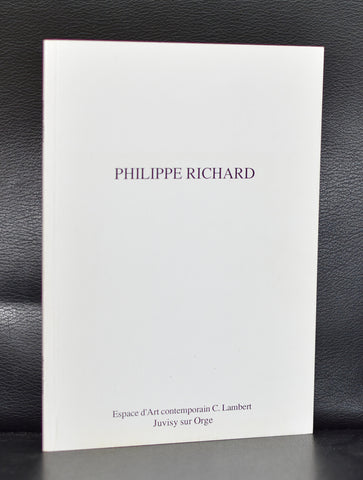 PHILIPPE RICHARD
Espace d'Art contemporain C. Lambert
Juvisy sur Orge